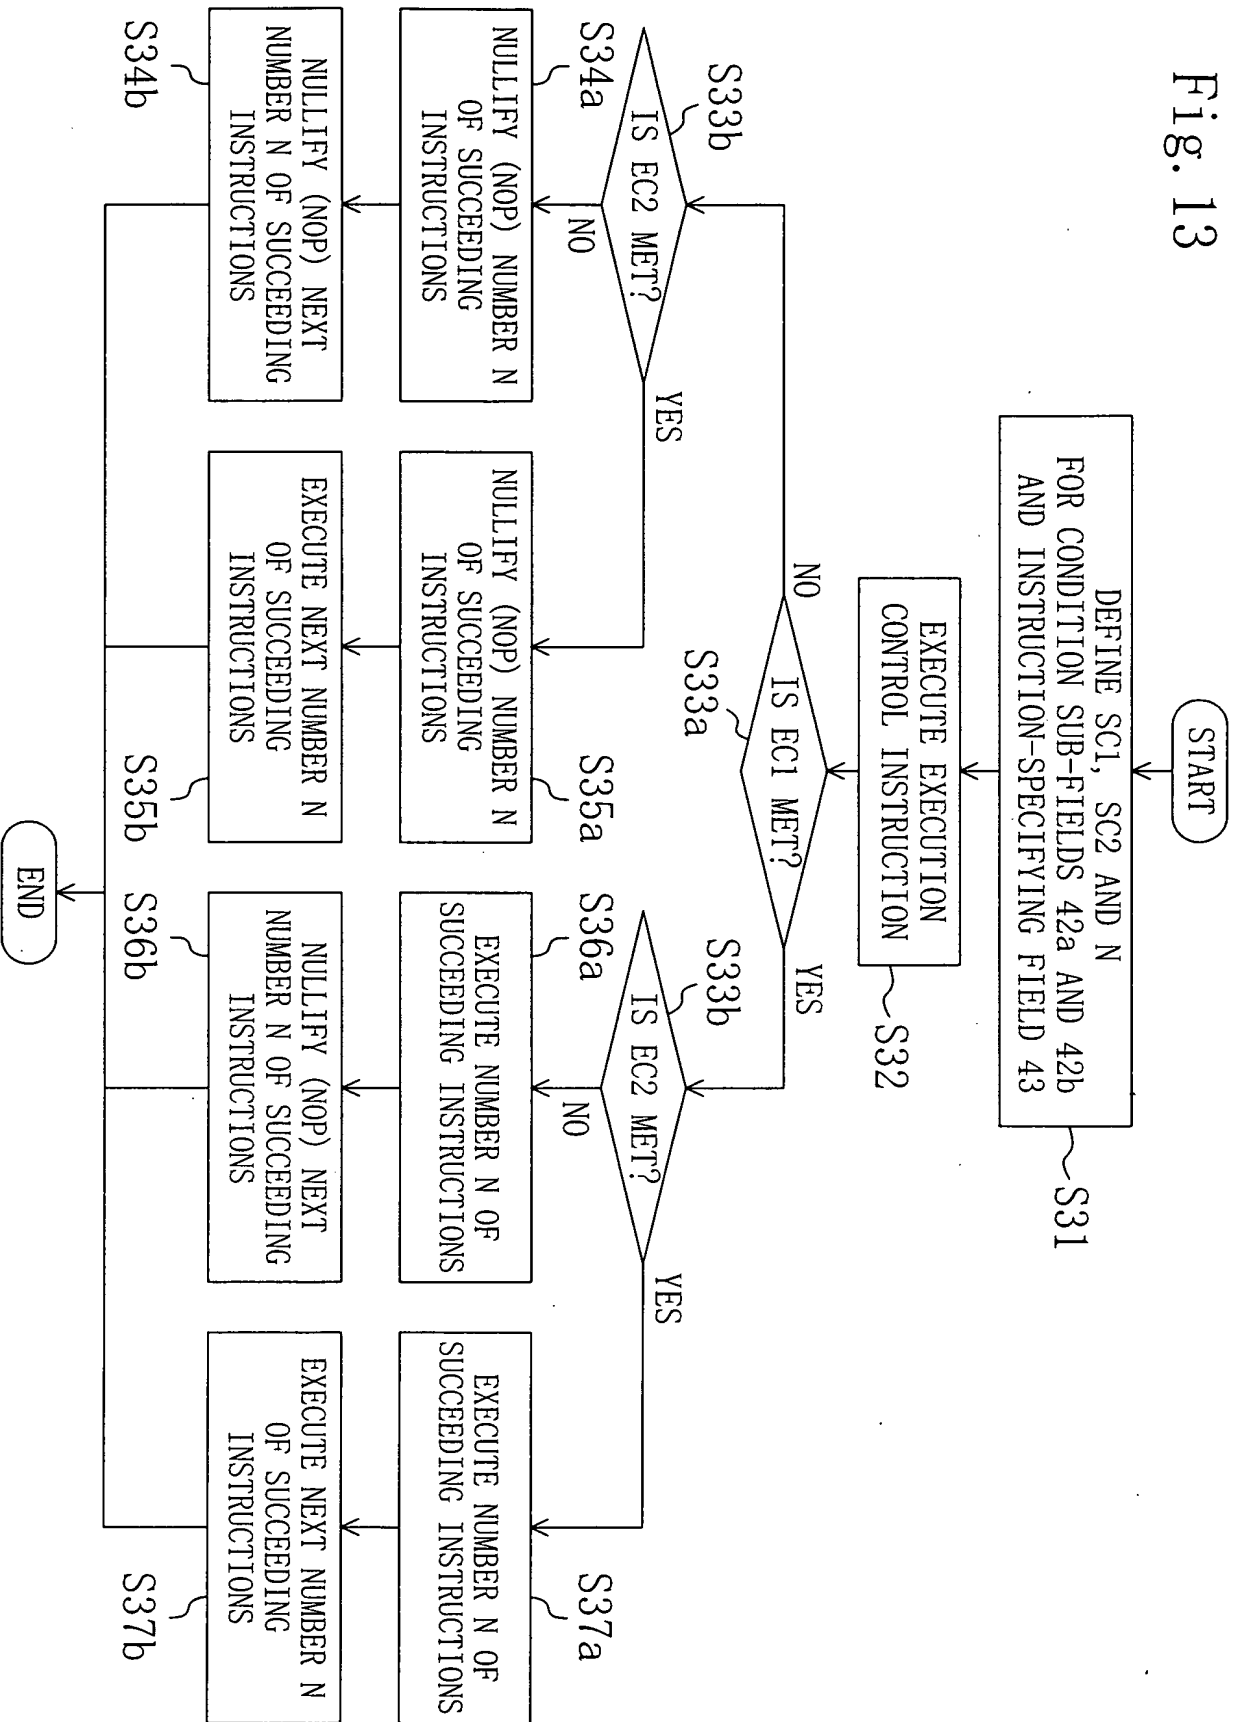 Fig. 13
START
DEFINE SC1, SC2 AND N
FOR CONDITION SUB-FIELDS 42a AND 42b
AND INSTRUCTION-SPECIFYING FIELD 43
S31
EXECUTE EXECUTION
CONTROL INSTRUCTION
S32
IS EC1 MET?
S33a
NO
YES
IS EC2 MET?
S33b
NO
YES
IS EC2 MET?
S33b
NO
YES
S34a
NULLIFY (NOP) NUMBER N
OF SUCCEEDING
INSTRUCTIONS
S35a
NULLIFY (NOP) NUMBER N
OF SUCCEEDING
INSTRUCTIONS
S36a
EXECUTE NUMBER N OF
SUCCEEDING INSTRUCTIONS
S37a
EXECUTE NUMBER N OF
SUCCEEDING INSTRUCTIONS
NULLIFY (NOP) NEXT
NUMBER N OF SUCCEEDING
INSTRUCTIONS
S34b
EXECUTE NEXT NUMBER N
OF SUCCEEDING
INSTRUCTIONS
S35b
NULLIFY (NOP) NEXT
NUMBER N OF SUCCEEDING
INSTRUCTIONS
S36b
EXECUTE NEXT NUMBER N
OF SUCCEEDING
INSTRUCTIONS
S37b
END